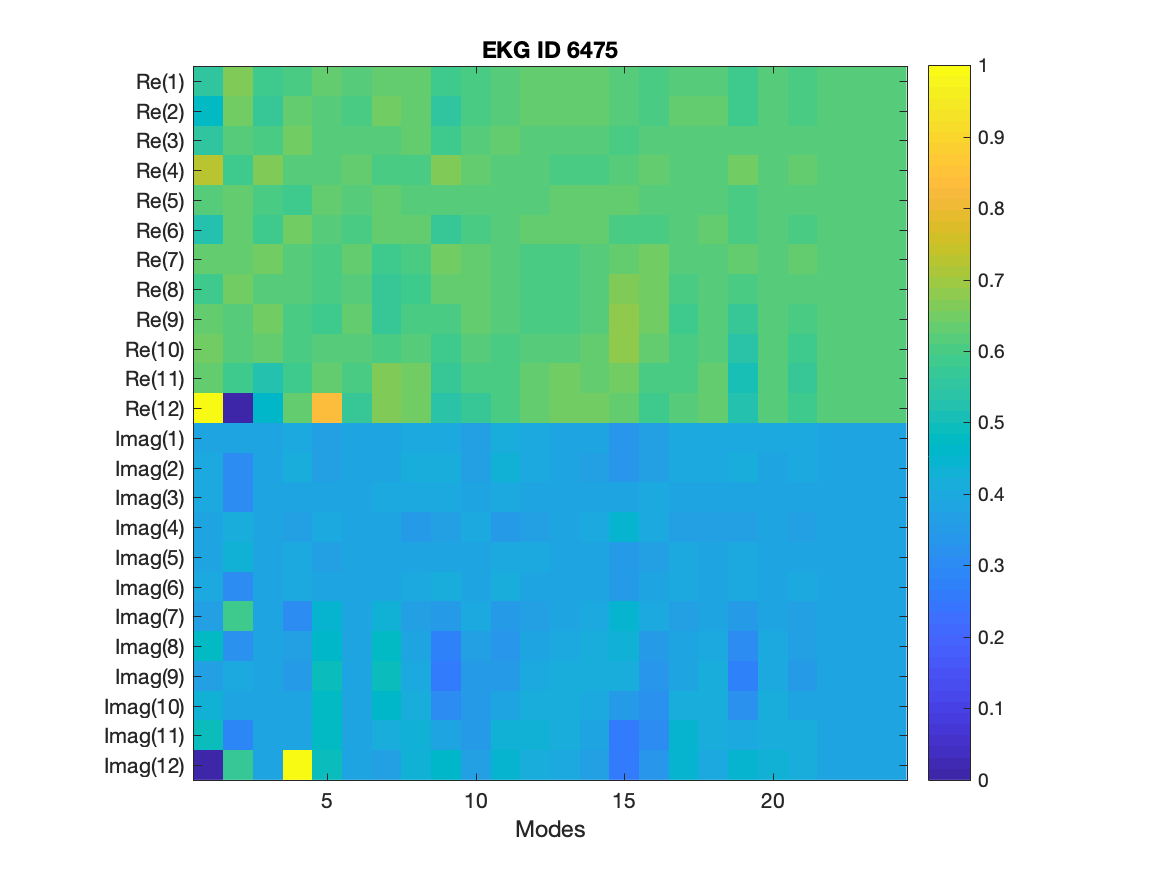 EKG ID 6475
Re(1)
Re(2)
Re(3)
Re(4)
Re(5)
Re(6)
Re(7)
Re(8)
Re(9)
Re(10)
Re(11)
Re(12)
Imag(1)
Imag(2)
Imag(3)
Imag(4)
Imag(5)
Imag(6)
Imag(7)
Imag(8)
Imag(9)
Imag(10)
Imag(11)
Imag(12)
5 10 15 20
Modes
1
0.9
0.8
0.7
0.6
0.5
0.4
0.3
0.2
0.1
0